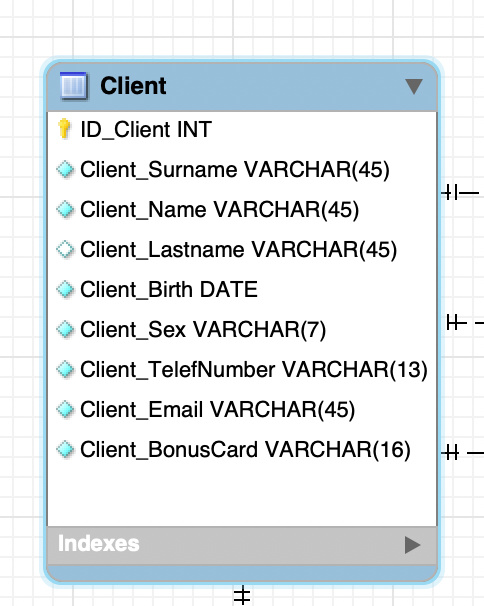 Client
ID_Client INT
Client_Surname VARCHAR(45)
Client_Name VARCHAR(45)
Client_Lastname VARCHAR(45)
Client_Birth DATE
Client_Sex VARCHAR(7)
Client_TelefNumber VARCHAR(13)
Client_Email VARCHAR(45)
Client_BonusCard VARCHAR(16)
Indexes